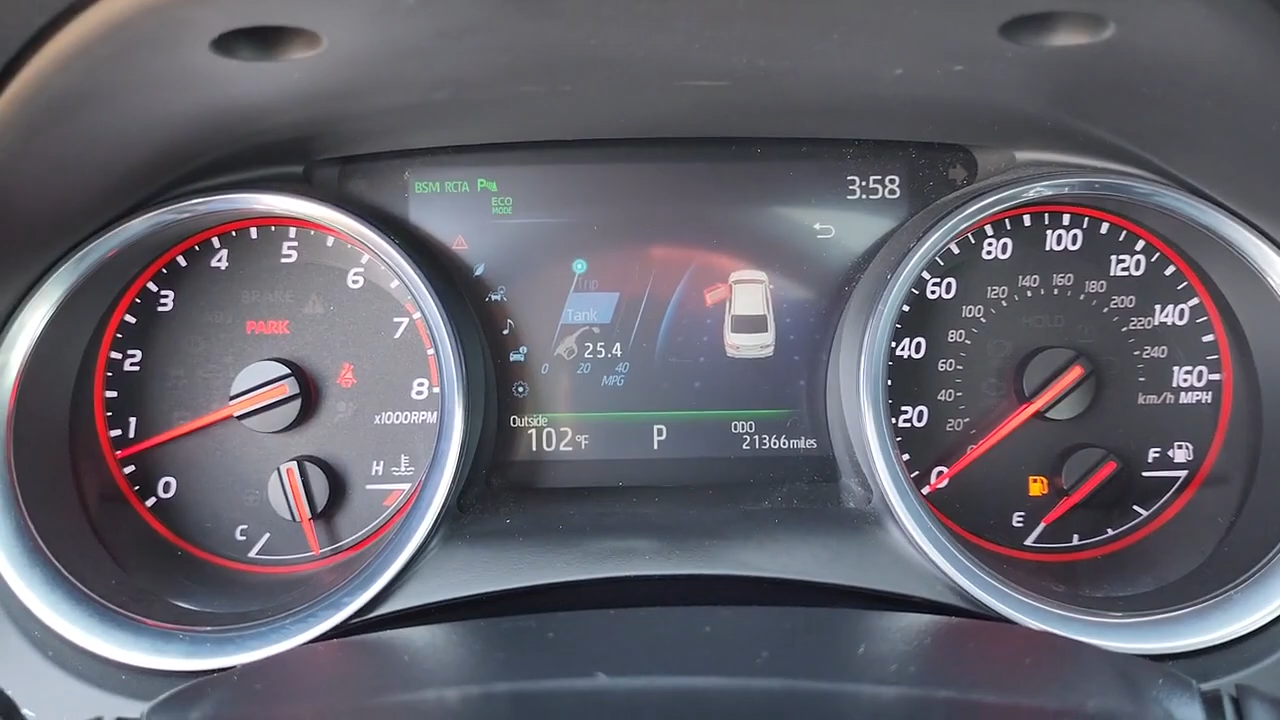 BSM RCTA P
ECO
MODE
3:58
Trip
Tank
25.4
0 20 40
MPG
Outside
102°F
P
ODO
21366 miles
0
1
2
3
4
5
6
7
8
x1000RPM
BRAKE
PARK
H
C
0
20
40
60
80
100
120
140
160
MPH
km/h
20
40
60
80
100
120
140
160
180
200
220
240
HOLD
F
E